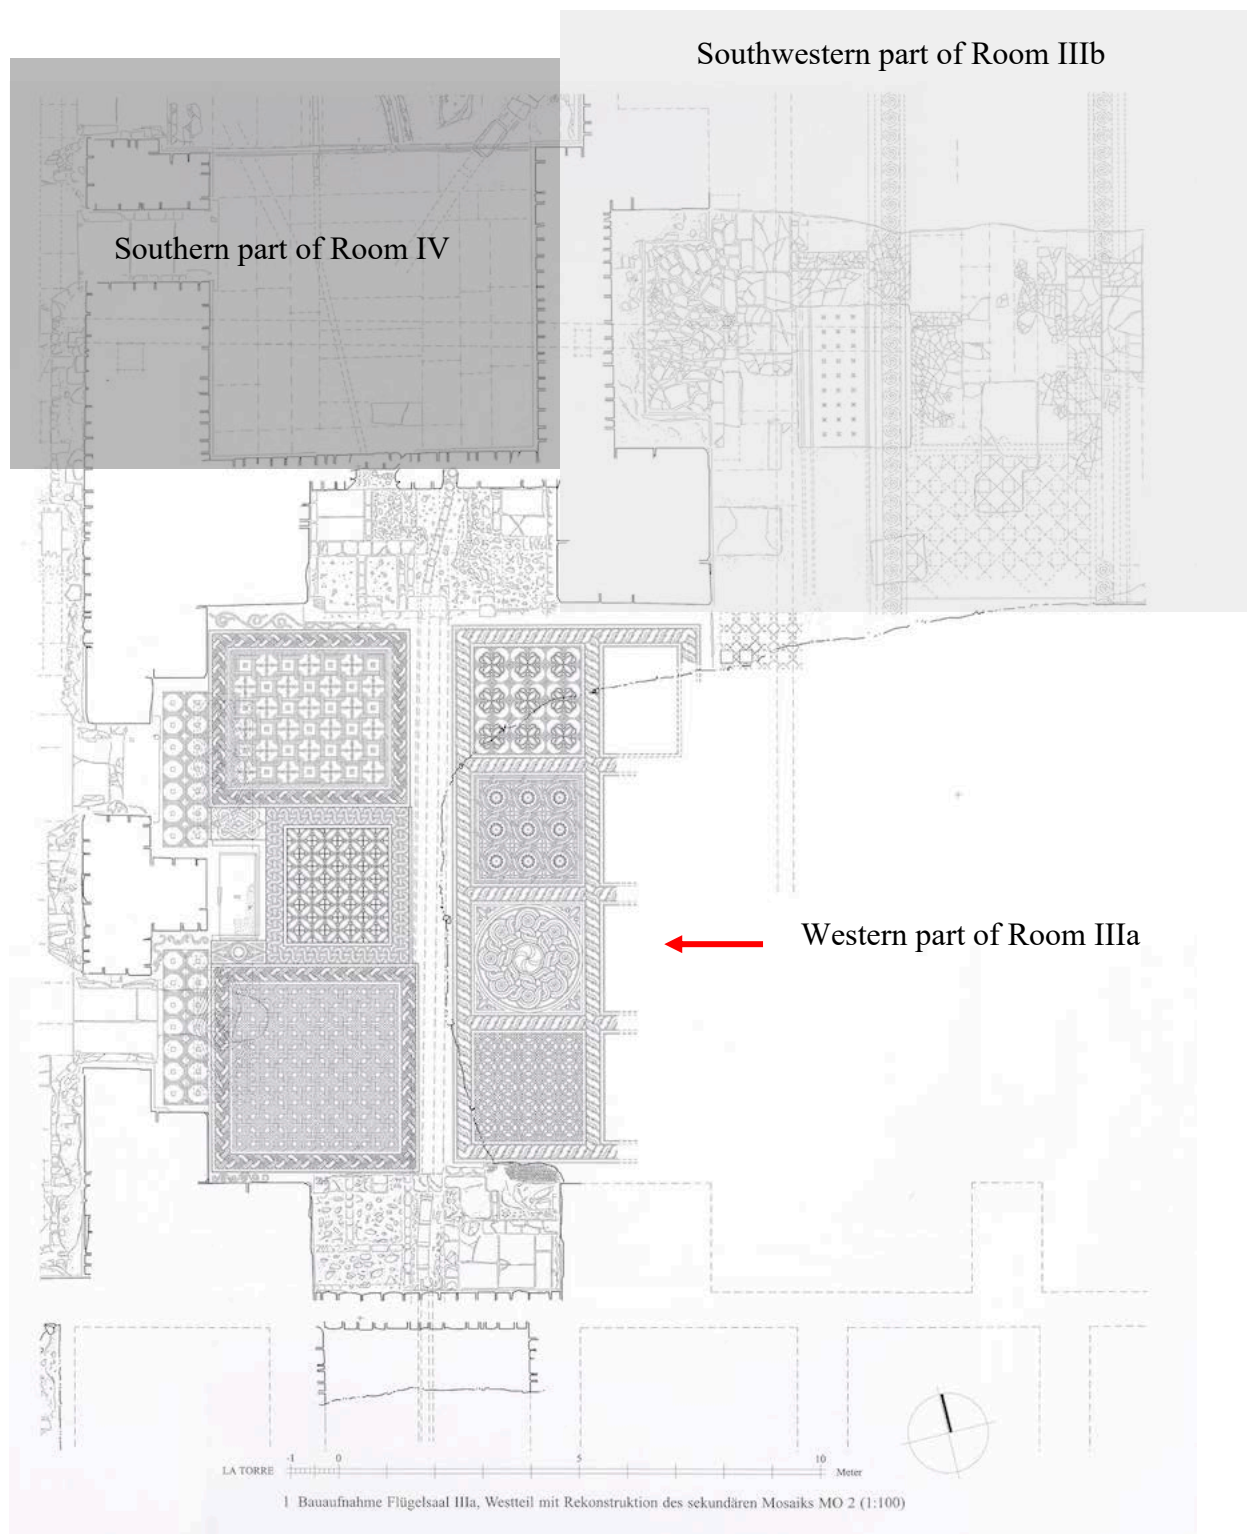 Southwestern part of Room IIIb
Southern part of Room IV
Western part of Room IIIa
-1 0 5 10
LA TORRE Meter
1 Bauaufnahme Flügelsaal IIIa, Westteil mit Rekonstruktion des sekundären Mosaiks MO 2 (1:100)